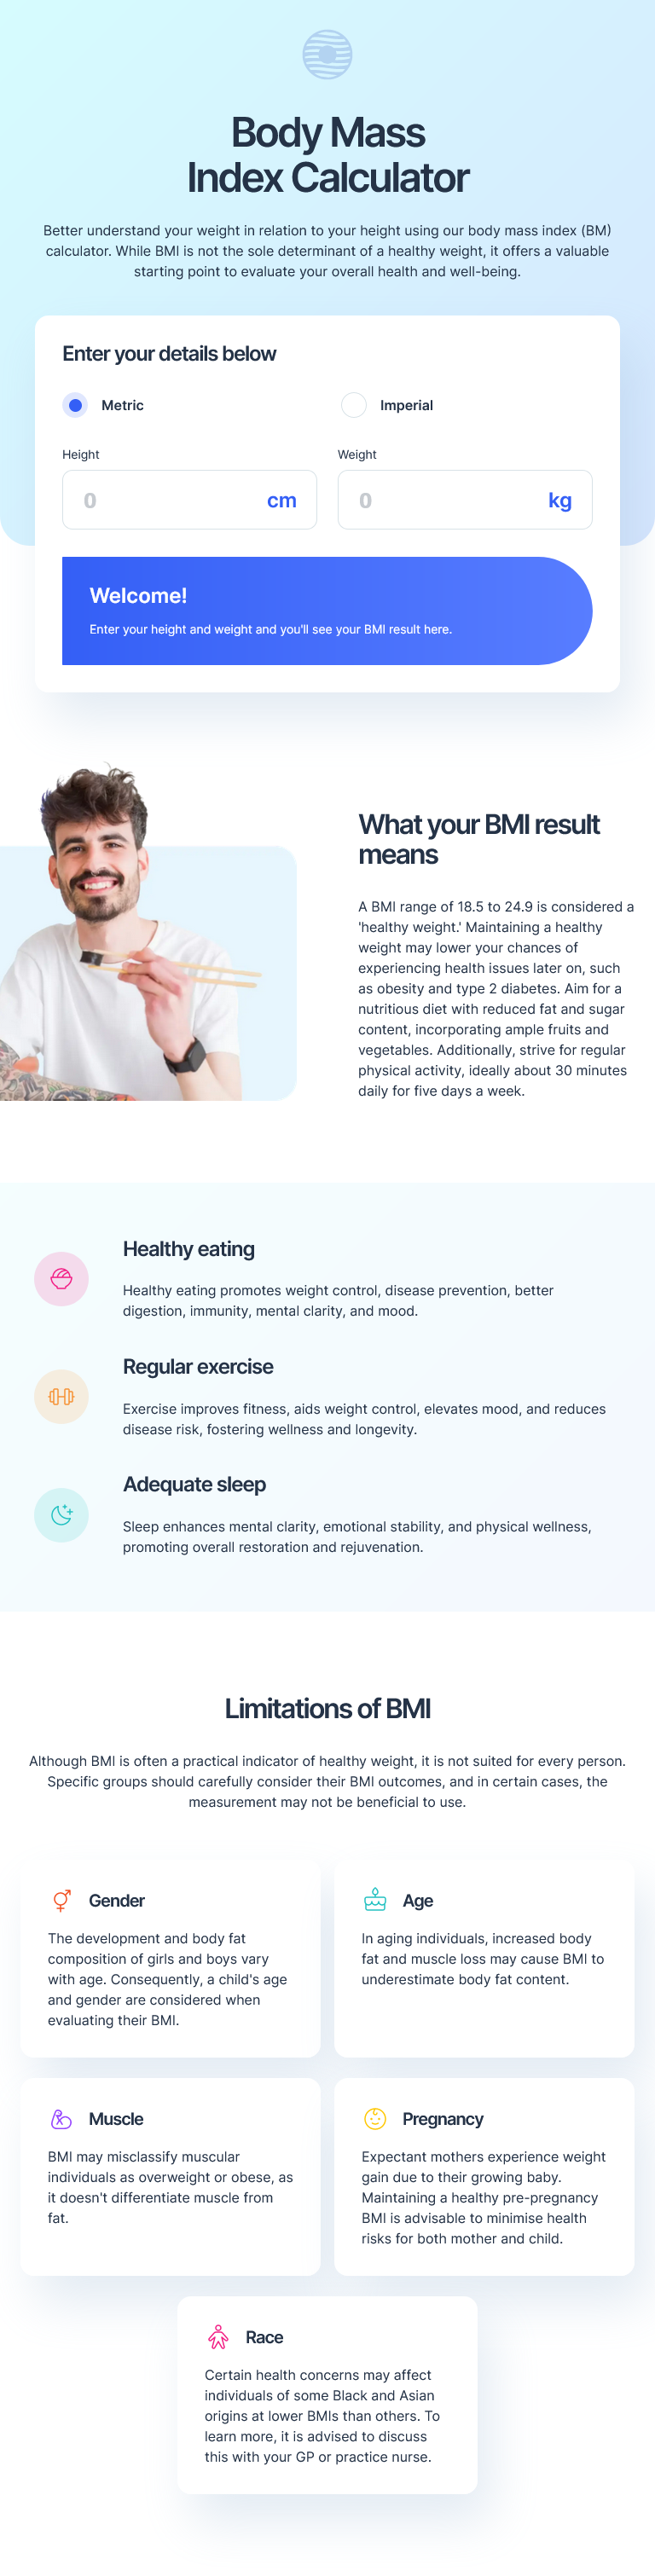 Body Mass
Index Calculator
Better understand your weight in relation to your height using our body mass index (BM)
calculator. While BMI is not the sole determinant of a healthy weight, it offers a valuable
starting point to evaluate your overall health and well-being.
Enter your details below
Metric
Imperial
Height
Weight
0 cm
0 kg
Welcome!
Enter your height and weight and you'll see your BMI result here.
What your BMI result
means
A BMI range of 18.5 to 24.9 is considered a
'healthy weight.' Maintaining a healthy
weight may lower your chances of
experiencing health issues later on, such
as obesity and type 2 diabetes. Aim for a
nutritious diet with reduced fat and sugar
content, incorporating ample fruits and
vegetables. Additionally, strive for regular
physical activity, ideally about 30 minutes
daily for five days a week.
Healthy eating
Healthy eating promotes weight control, disease prevention, better
digestion, immunity, mental clarity, and mood.
Regular exercise
Exercise improves fitness, aids weight control, elevates mood, and reduces
disease risk, fostering wellness and longevity.
Adequate sleep
Sleep enhances mental clarity, emotional stability, and physical wellness,
promoting overall restoration and rejuvenation.
Limitations of BMI
Although BMI is often a practical indicator of healthy weight, it is not suited for every person.
Specific groups should carefully consider their BMI outcomes, and in certain cases, the
measurement may not be beneficial to use.
Gender
The development and body fat
composition of girls and boys vary
with age. Consequently, a child's age
and gender are considered when
evaluating their BMI.
Age
In aging individuals, increased body
fat and muscle loss may cause BMI to
underestimate body fat content.
Muscle
BMI may misclassify muscular
individuals as overweight or obese, as
it doesn't differentiate muscle from
fat.
Pregnancy
Expectant mothers experience weight
gain due to their growing baby.
Maintaining a healthy pre-pregnancy
BMI is advisable to minimise health
risks for both mother and child.
Race
Certain health concerns may affect
individuals of some Black and Asian
origins at lower BMIs than others. To
learn more, it is advised to discuss
this with your GP or practice nurse.